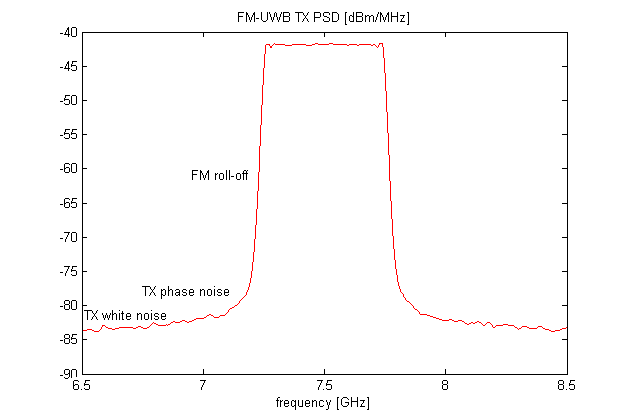 FM-UWB TX PSD [dBm/MHz]
-40
-45
-50
-55
-60
FM roll-off
-65
-70
-75
TX phase noise
-80
TX white noise
-85
-90
6.5 7 7.5 8 8.5
frequency [GHz]